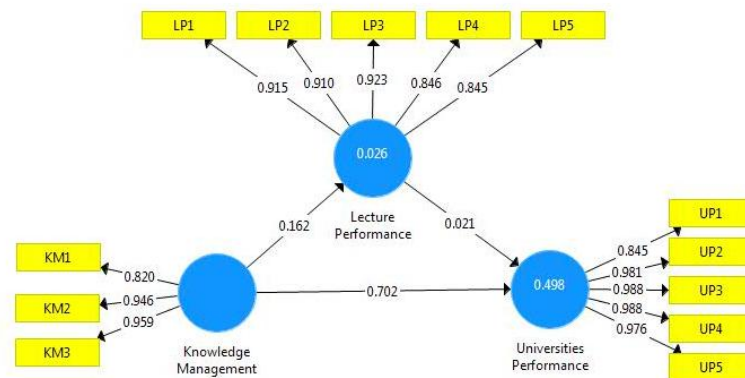 LP1 LP2 LP3 LP4 LP5
0.915 0.910 0.923 0.846 0.845
0.026
Lecture
Performance
0.162 0.021
KM1
KM2
KM3
0.820
0.946
0.959
Knowledge
Management
0.702
0.498
Universities
Performance
0.845
0.981
0.988
0.988
0.976
UP1
UP2
UP3
UP4
UP5